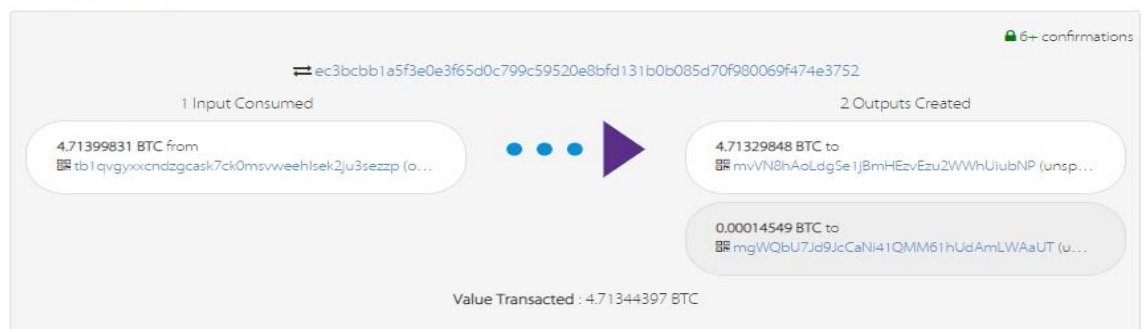 6+ confirmations
ec3bcbb1a5f3e0e3f65d0c799c59520e8bfd131b0b085d70f980069f474e3752
1 Input Consumed
2 Outputs Created
4.71399831 BTC from
tb1qvgyxxcndzgcask7ck0msvweehlsek2ju3sezzp (o...
4.71329848 BTC to
mvVN8hAoLdgSe1JBmHEzvEzu2WWhUiubNP (unsp...
0.00014549 BTC to
mgWQbU7Jd9JcCaNi41QMM61hUdAmLWAaUT (u...
Value Transacted : 4.71344397 BTC